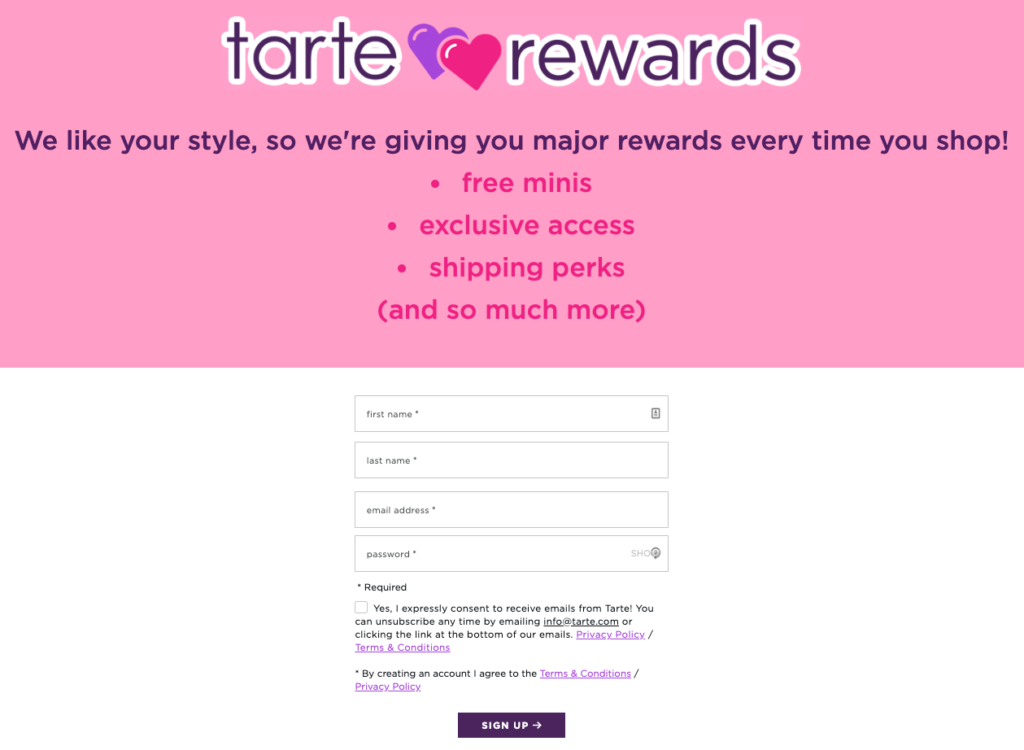 tarte rewards
We like your style, so we're giving you major rewards every time you shop!
• free minis
• exclusive access
• shipping perks
(and so much more)
first name *
last name *
email address *
password *
* Required
Yes, I expressly consent to receive emails from Tarte! You
can unsubscribe any time by emailing info@tarte.com or
clicking the link at the bottom of our emails. Privacy Policy /
Terms & Conditions
* By creating an account I agree to the Terms & Conditions /
Privacy Policy
SIGN UP →